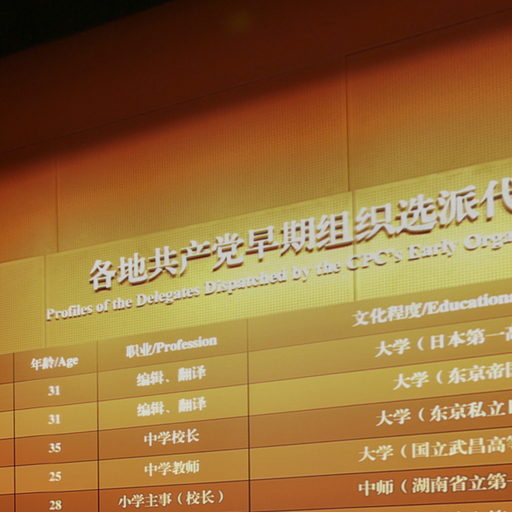 各地共产党早期组织选派代
Profiles of the Delegates Dispatched by the CPC's Early Orga
年龄/Age 职业/Profession 文化程度/Educationa
31 编辑、翻译 大学（日本第一高
31 编辑、翻译 大学（东京帝国
35 中学校长 大学（东京私立日
25 中学教师 大学（国立武昌高等
28 小学主事（校长） 中师（湖南省立第一